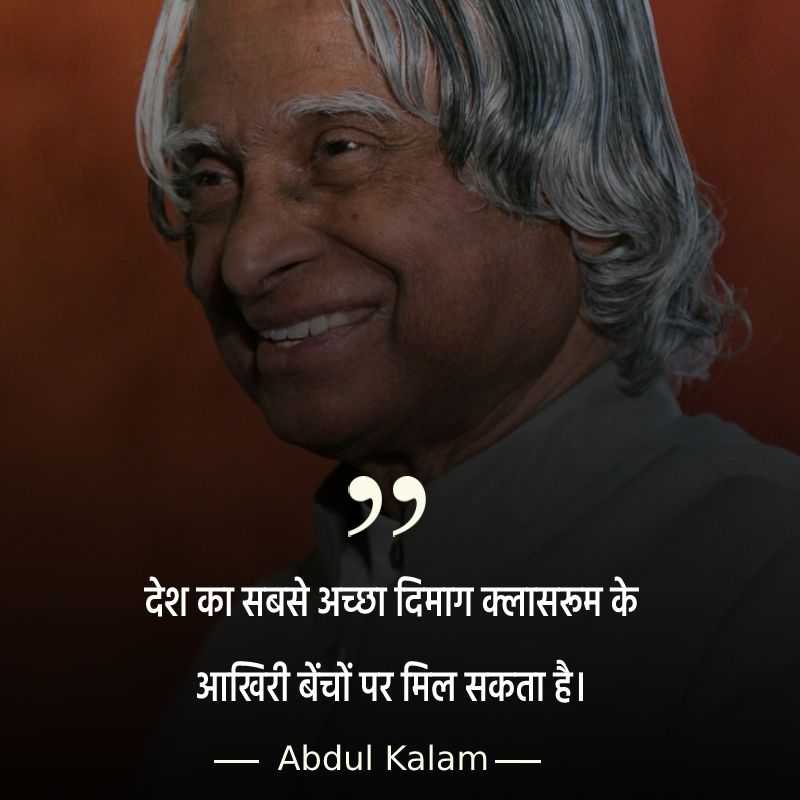 ”
देश का सबसे अच्छा दिमाग क्लासरूम के
आखिरी बेंचों पर मिल सकता है।
— Abdul Kalam —